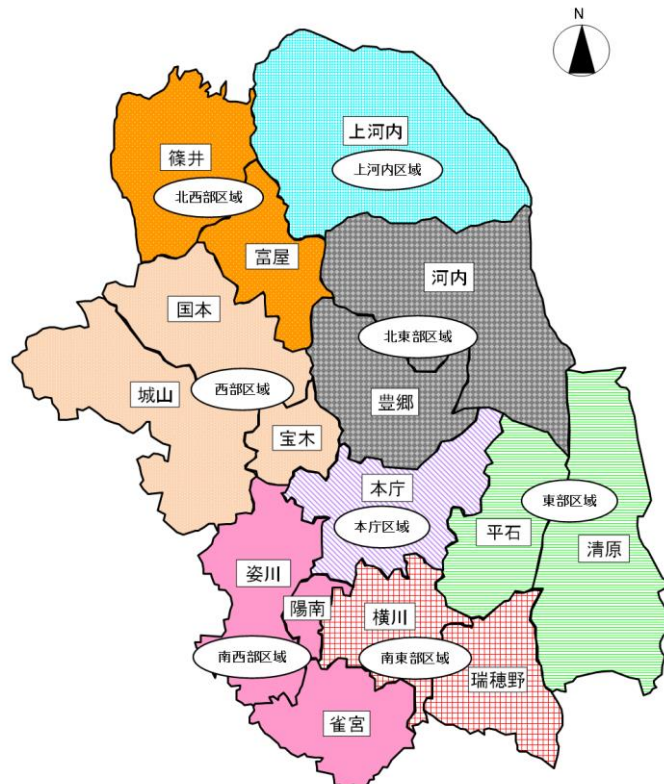 N
上河内
上河内区域
篠井
北西部区域
富屋
河内
国本
北東部区域
城山
西部区域
豊郷
宝木
本庁
本庁区域
東部区域
平石
清原
姿川
陽南
横川
南西部区域
南東部区域
瑞穂野
雀宮